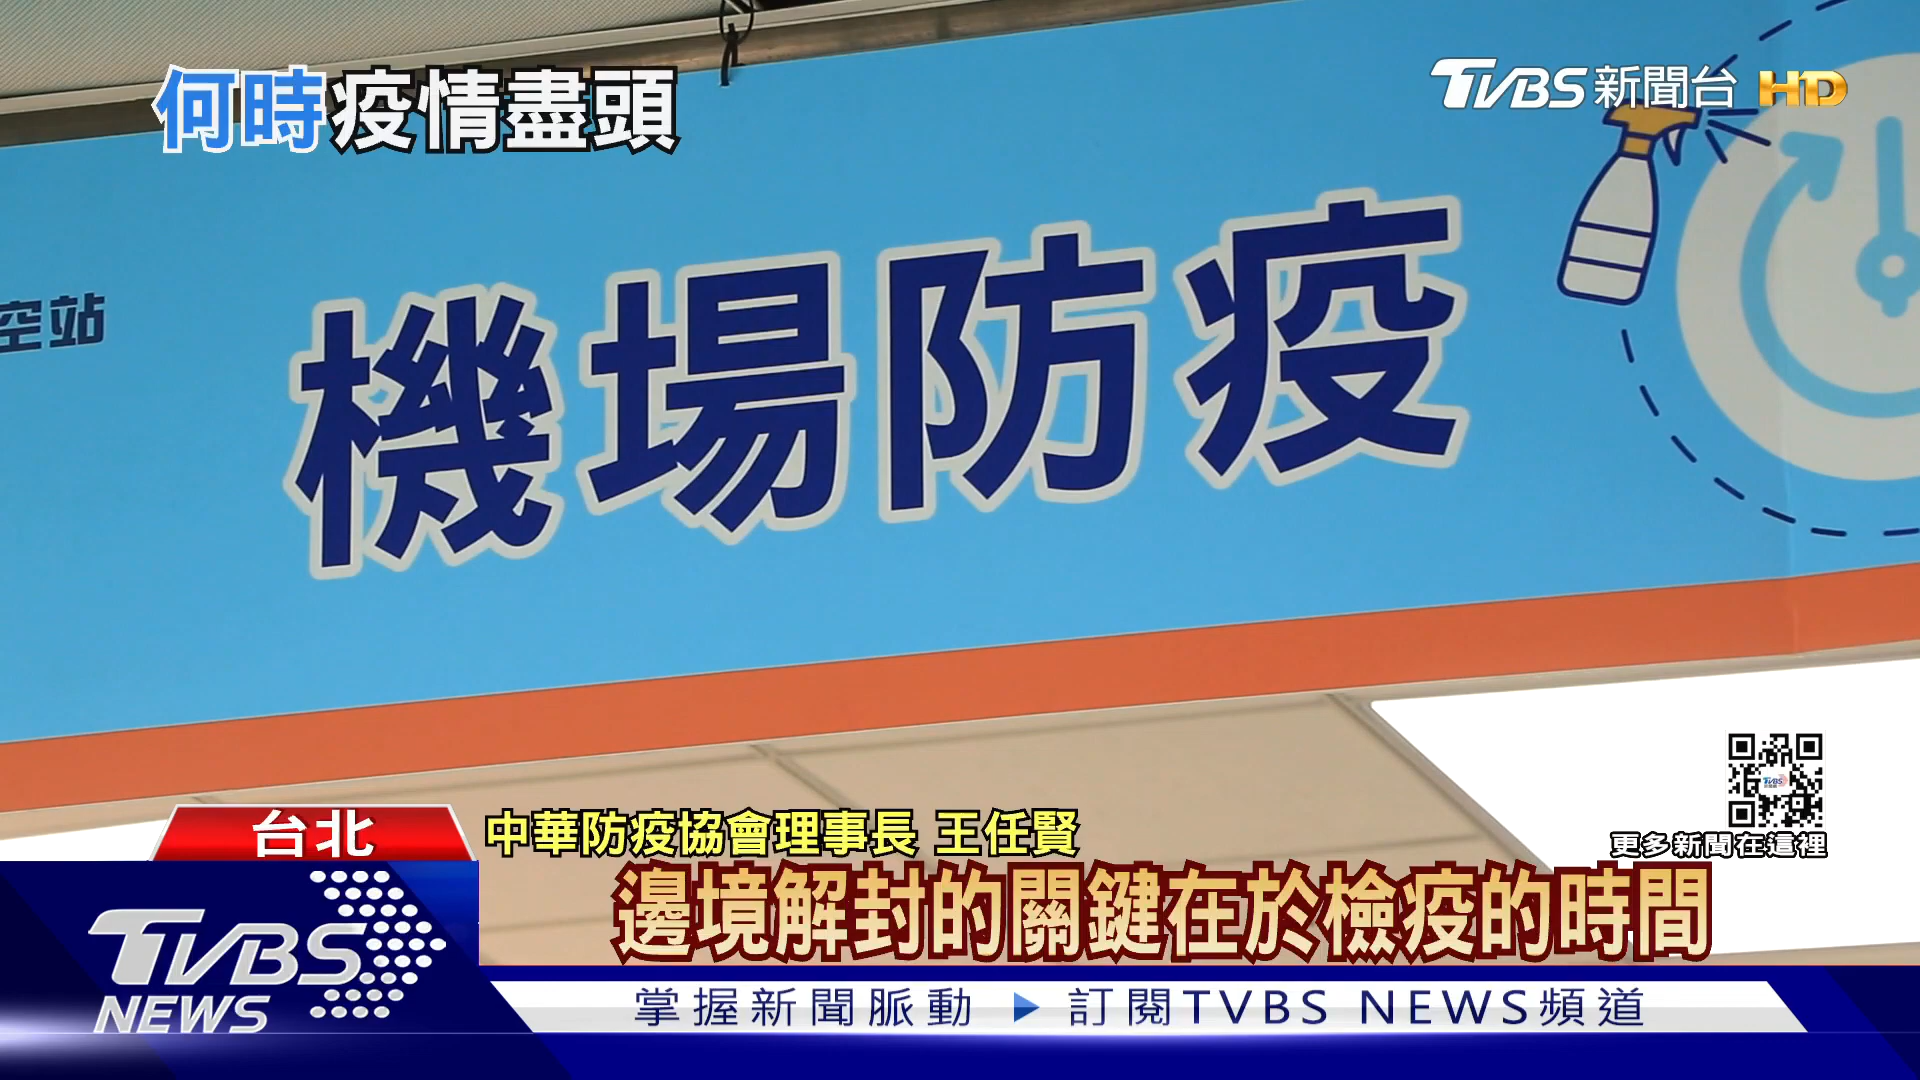 何時疫情盡頭
TVBS新聞台 HD
空站
機場防疫
TVBS
更多新聞在這裡
台北
中華防疫協會理事長 王任賢
邊境解封的關鍵在於檢疫的時間
TVBS
NEWS
掌握新聞脈動 ▶ 訂閱TVBS NEWS頻道